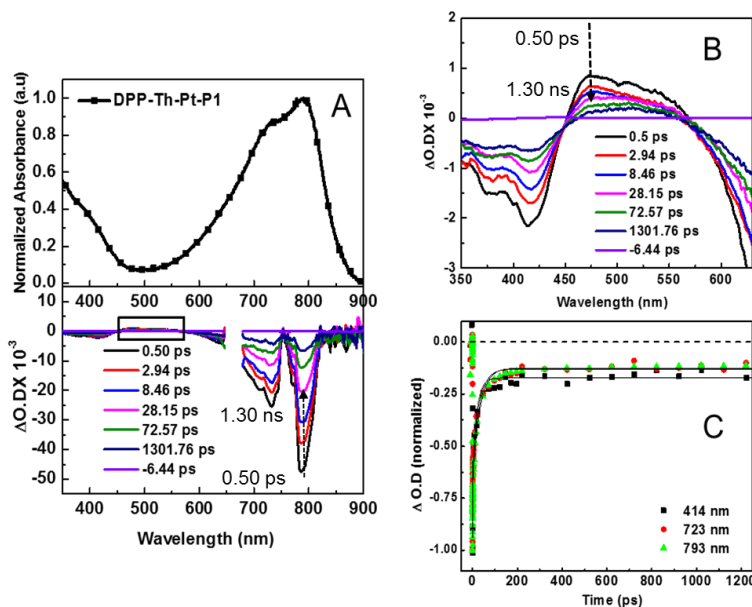 A
DPP-Th-Pt-P1
Normalized Absorbance (a.u)
1.0
0.8
0.6
0.4
0.2
0.0
400 500 600 700 800 900
ΔO.DX 10⁻³
0
-10
-20
-30
-40
-50
0.50 ps
2.94 ps
8.46 ps
28.15 ps
72.57 ps
1301.76 ps
-6.44 ps
1.30 ns
0.50 ps
400 500 600 700 800 900
Wavelength (nm)
B
0.50 ps
1.30 ns
ΔO.DX 10⁻³
2
1
0
-1
-2
-3
0.5 ps
2.94 ps
8.46 ps
28.15 ps
72.57 ps
1301.76 ps
-6.44 ps
350 400 450 500 550 600
Wavelength (nm)
C
Δ O.D (normalized)
0.00
-0.25
-0.50
-0.75
-1.00
414 nm
723 nm
793 nm
0 200 400 600 800 1000 1200
Time (ps)